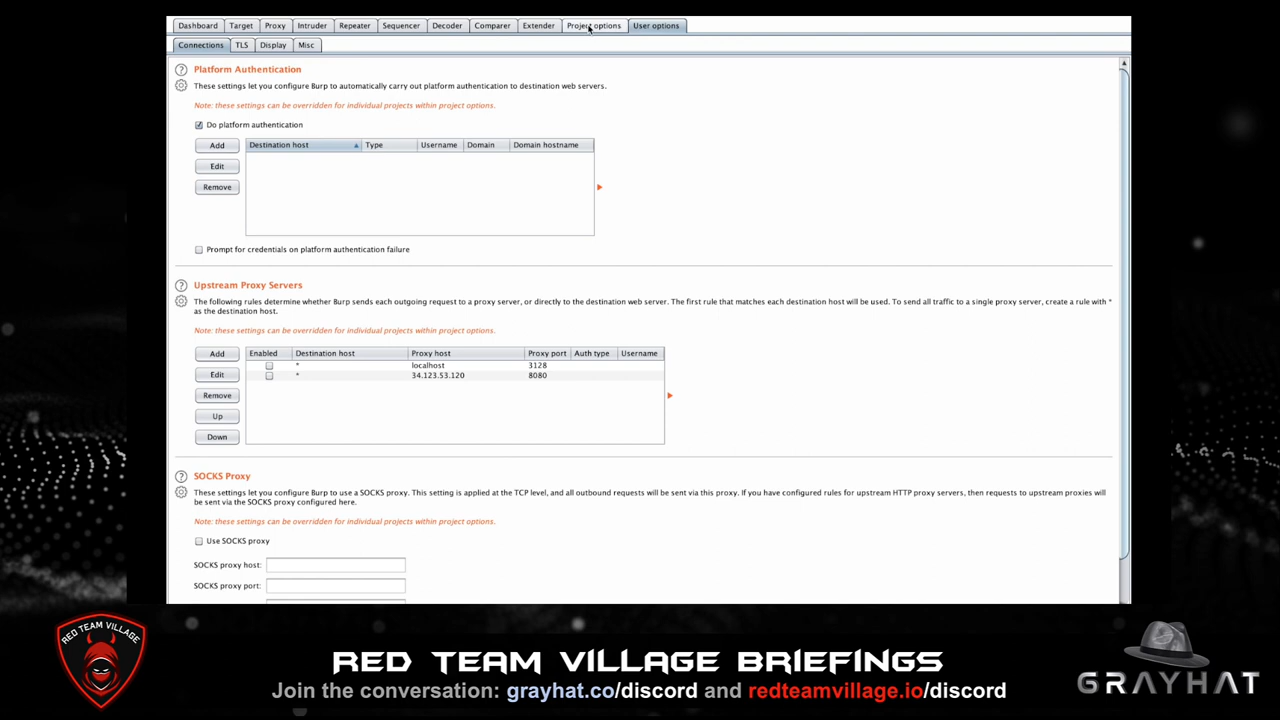 Dashboard Target Proxy Intruder Repeater Sequencer Decoder Comparer Extender Project options User options
Connections TLS Display Misc
Platform Authentication
These settings let you configure Burp to automatically carry out platform authentication to destination web servers.
Note: these settings can be overridden for individual projects within project options.
Do platform authentication
Add
Edit
Remove
Destination host Type Username Domain Domain hostname
Prompt for credentials on platform authentication failure
Upstream Proxy Servers
The following rules determine whether Burp sends each outgoing request to a proxy server, or directly to the destination web server. The first rule that matches each destination host will be used. To send all traffic to a single proxy server, create a rule with *
as the destination host.
Note: these settings can be overridden for individual projects within project options.
Add
Edit
Remove
Up
Down
Enabled Destination host Proxy host Proxy port Auth type Username
* localhost 3128
* 34.123.53.120 8080
SOCKS Proxy
These settings let you configure Burp to use a SOCKS proxy. This setting is applied at the TCP level, and all outbound requests will be sent via this proxy. If you have configured rules for upstream HTTP proxy servers, then requests to upstream proxies will
be sent via the SOCKS proxy configured here.
Note: these settings can be overridden for individual projects within project options.
Use SOCKS proxy
SOCKS proxy host:
SOCKS proxy port:
RED TEAM VILLAGE
RED TEAM VILLAGE BRIEFINGS
Join the conversation: grayhat.co/discord and redteamvillage.io/discord
GRAYHAT